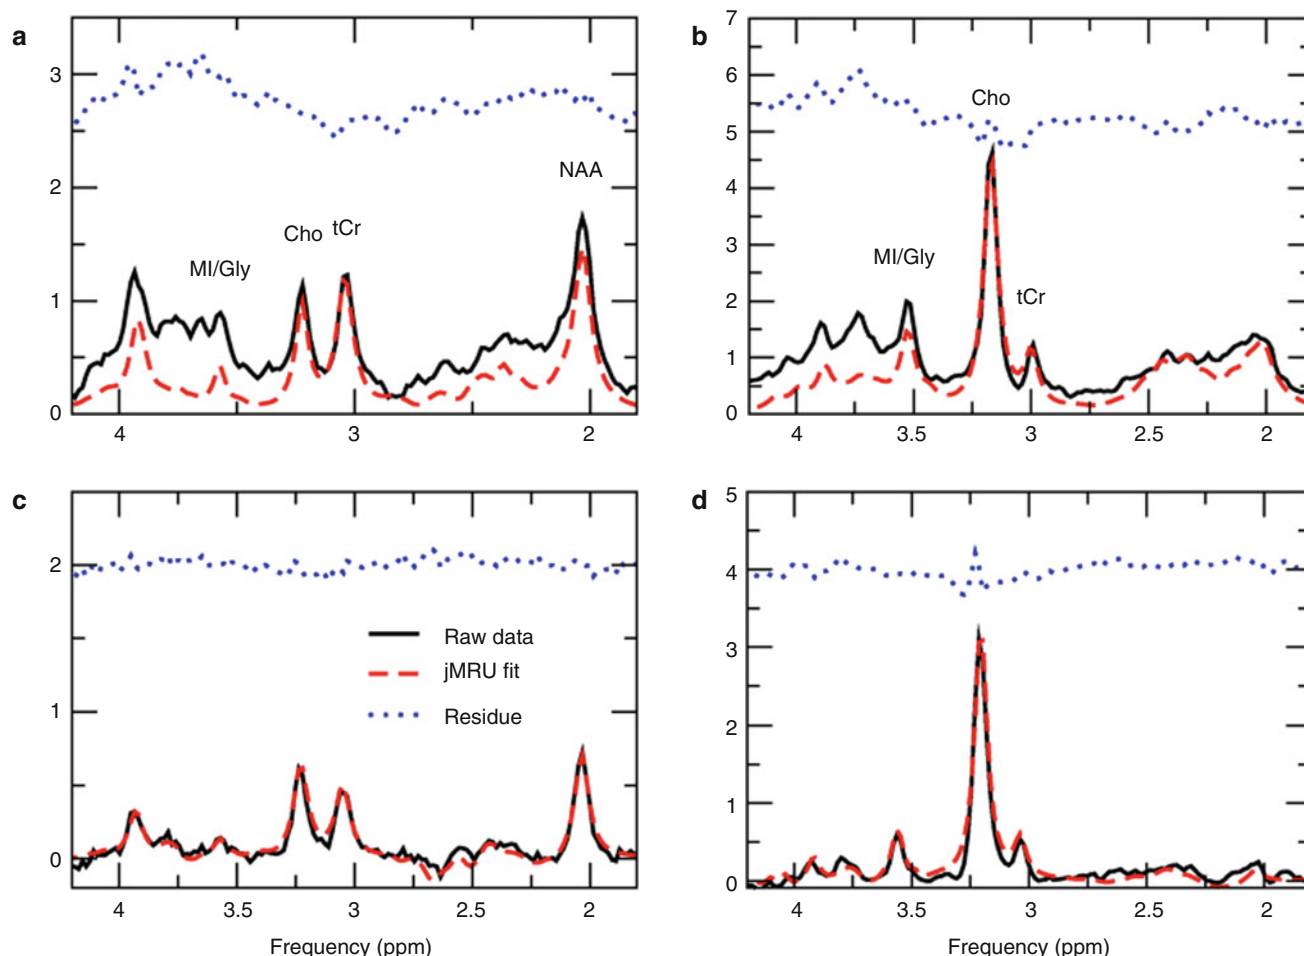 a
3
2
1
0
NAA
Cho tCr
MI/Gly
4 3 2
b
7
6
5
4
3
2
1
0
Cho
MI/Gly
tCr
4 3.5 3 2.5 2
c
2
1
0
Raw data
jMRU fit
Residue
4 3.5 3 2.5 2
Frequency (ppm)
d
5
4
3
2
1
0
4 3.5 3 2.5 2
Frequency (ppm)